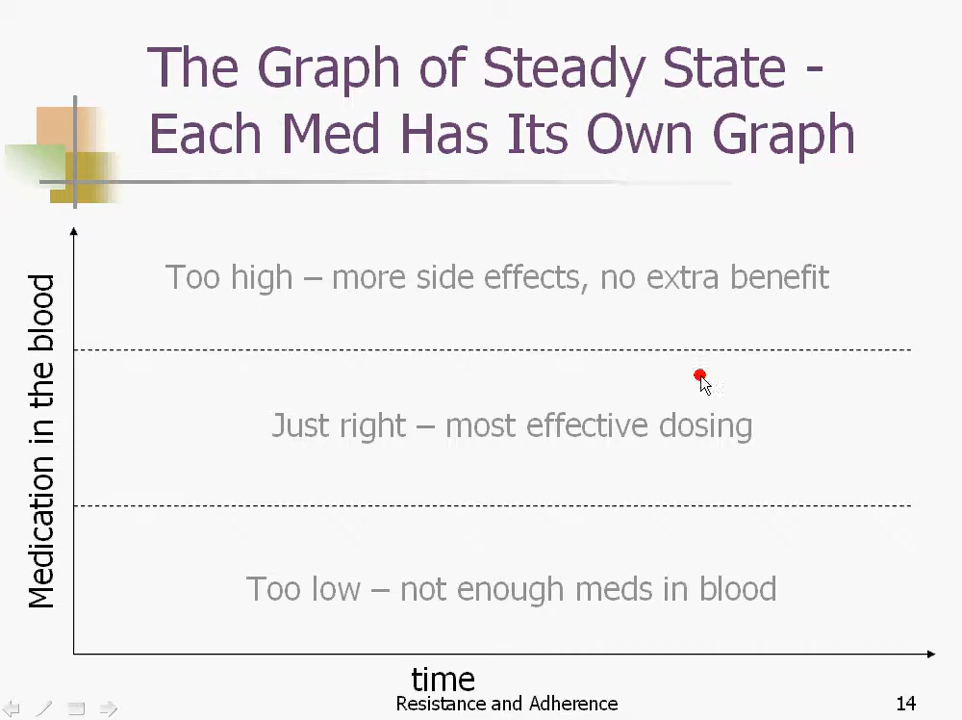 The Graph of Steady State -
Each Med Has Its Own Graph
Too high – more side effects, no extra benefit
Medication in the blood
Just right – most effective dosing
Too low – not enough meds in blood
time
Resistance and Adherence
14